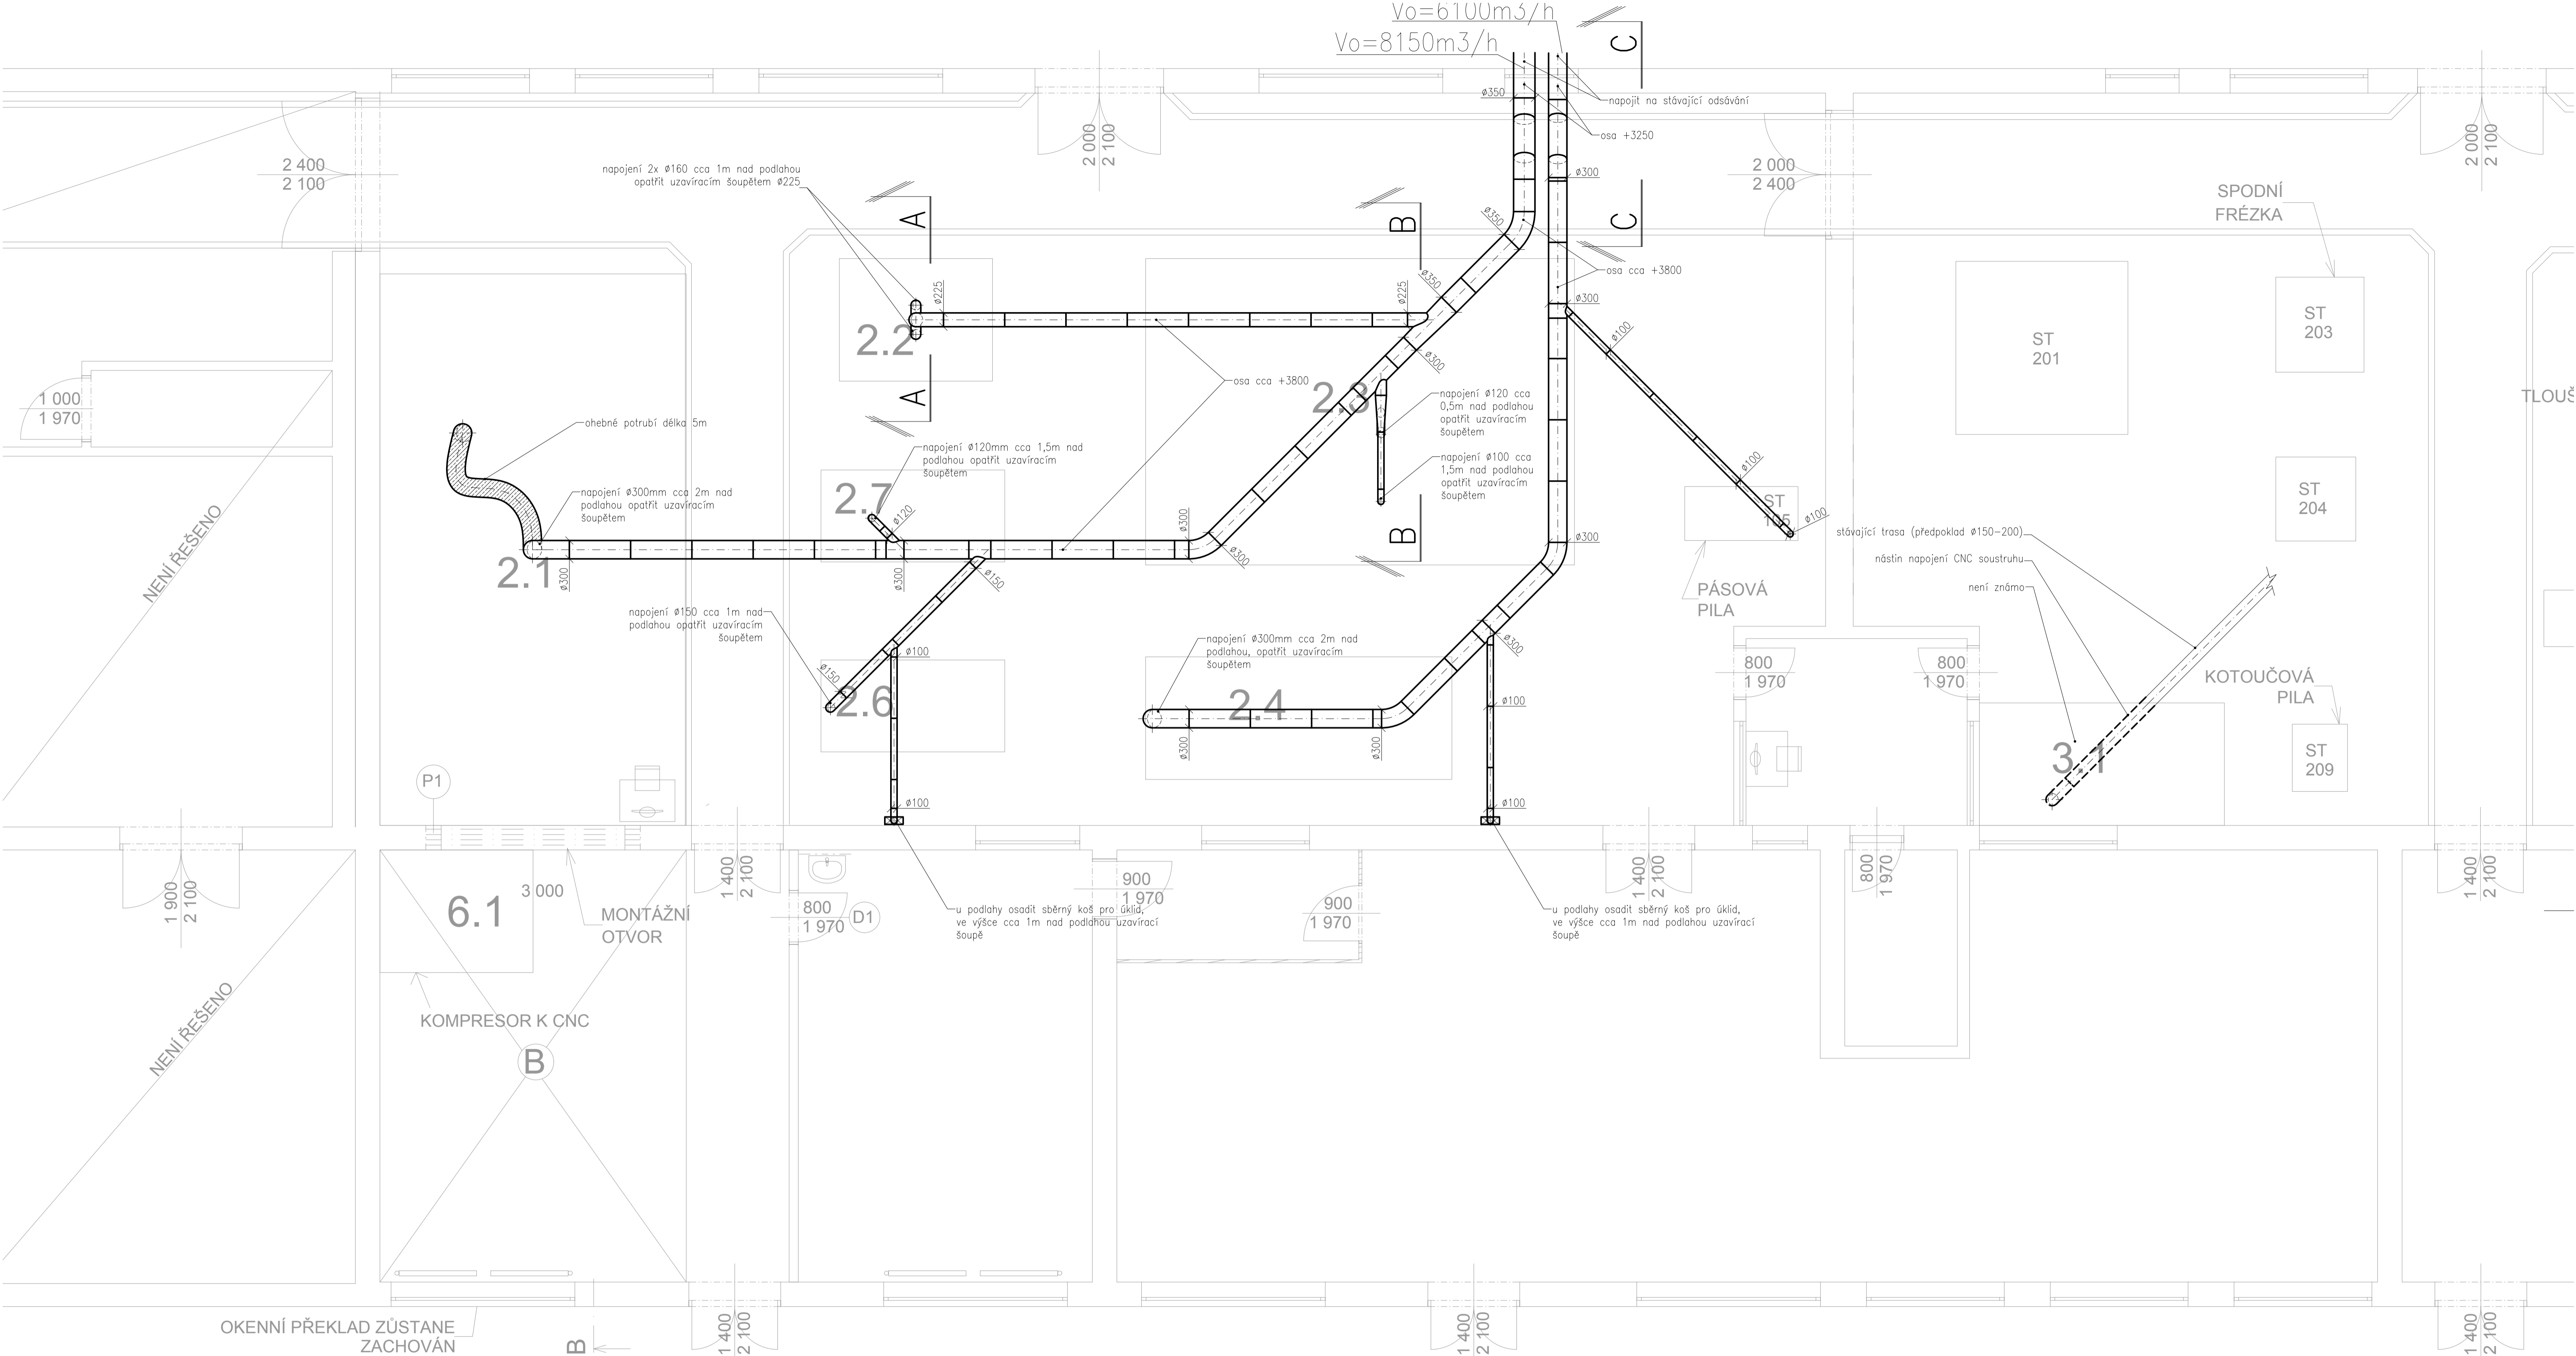 Vo=6100m3/h
Vo=8150m3/h
C
ø350
napojit na stávající odsávání
osa +3250
2 000
2 100
2 400
2 100
napojení 2x ø160 cca 1m nad podlahou
opatřit uzavíracím šoupětem ø225
ø300
2 000
2 400
2 000
2 100
SPODNÍ
FRÉZKA
A
B
C
ø350
osa cca +3800
ø350
ø225
ø225
ø300
2.2
ø300
ø100
ST
201
ST
203
osa cca +3800
2.3
A
1 000
1 970
napojení ø120 cca
0,5m nad podlahou
opatřit uzavíracím
šoupětem
TLOUŠ
ohebné potrubí délka 5m
napojení ø120mm cca 1,5m nad
podlahou opatřit uzavíracím
šoupětem
napojení ø100 cca
1,5m nad podlahou
opatřit uzavíracím
šoupětem
ø100
2.7
napojení ø300mm cca 2m nad
podlahou opatřit uzavíracím
šoupětem
ø120
ST
105
ø100
ST
204
B
ø300
ø300
ø300
stávající trasa (předpoklad ø150-200)
nástin napojení CNC soustruhu
není známo
NENÍ ŘEŠENO
2.1
ø300
ø300
ø150
PÁSOVÁ
PILA
napojení ø150 cca 1m nad
podlahou opatřit uzavíracím
šoupětem
napojení ø300mm cca 2m nad
podlahou, opatřit uzavíracím
šoupětem
ø300
ø100
ø150
2.6
2.4
ø100
800
1 970
800
1 970
KOTOUČOVÁ
PILA
ø300
ø300
3.1
ST
209
P1
ø100
ø100
1 900
2 100
6.1
3 000
MONTÁŽNÍ
OTVOR
1 400
2 100
800
1 970
D1
900
1 970
900
1 970
u podlahy osadit sběrný koš pro úklid,
ve výšce cca 1m nad podlahou uzavírací
šoupě
u podlahy osadit sběrný koš pro úklid,
ve výšce cca 1m nad podlahou uzavírací
šoupě
1 400
2 100
800
1 970
1 400
2 100
NENÍ ŘEŠENO
KOMPRESOR K CNC
B
OKENNÍ PŘEKLAD ZŮSTANE
ZACHOVÁN
B
1 400
2 100
1 400
2 100
1 400
2 100